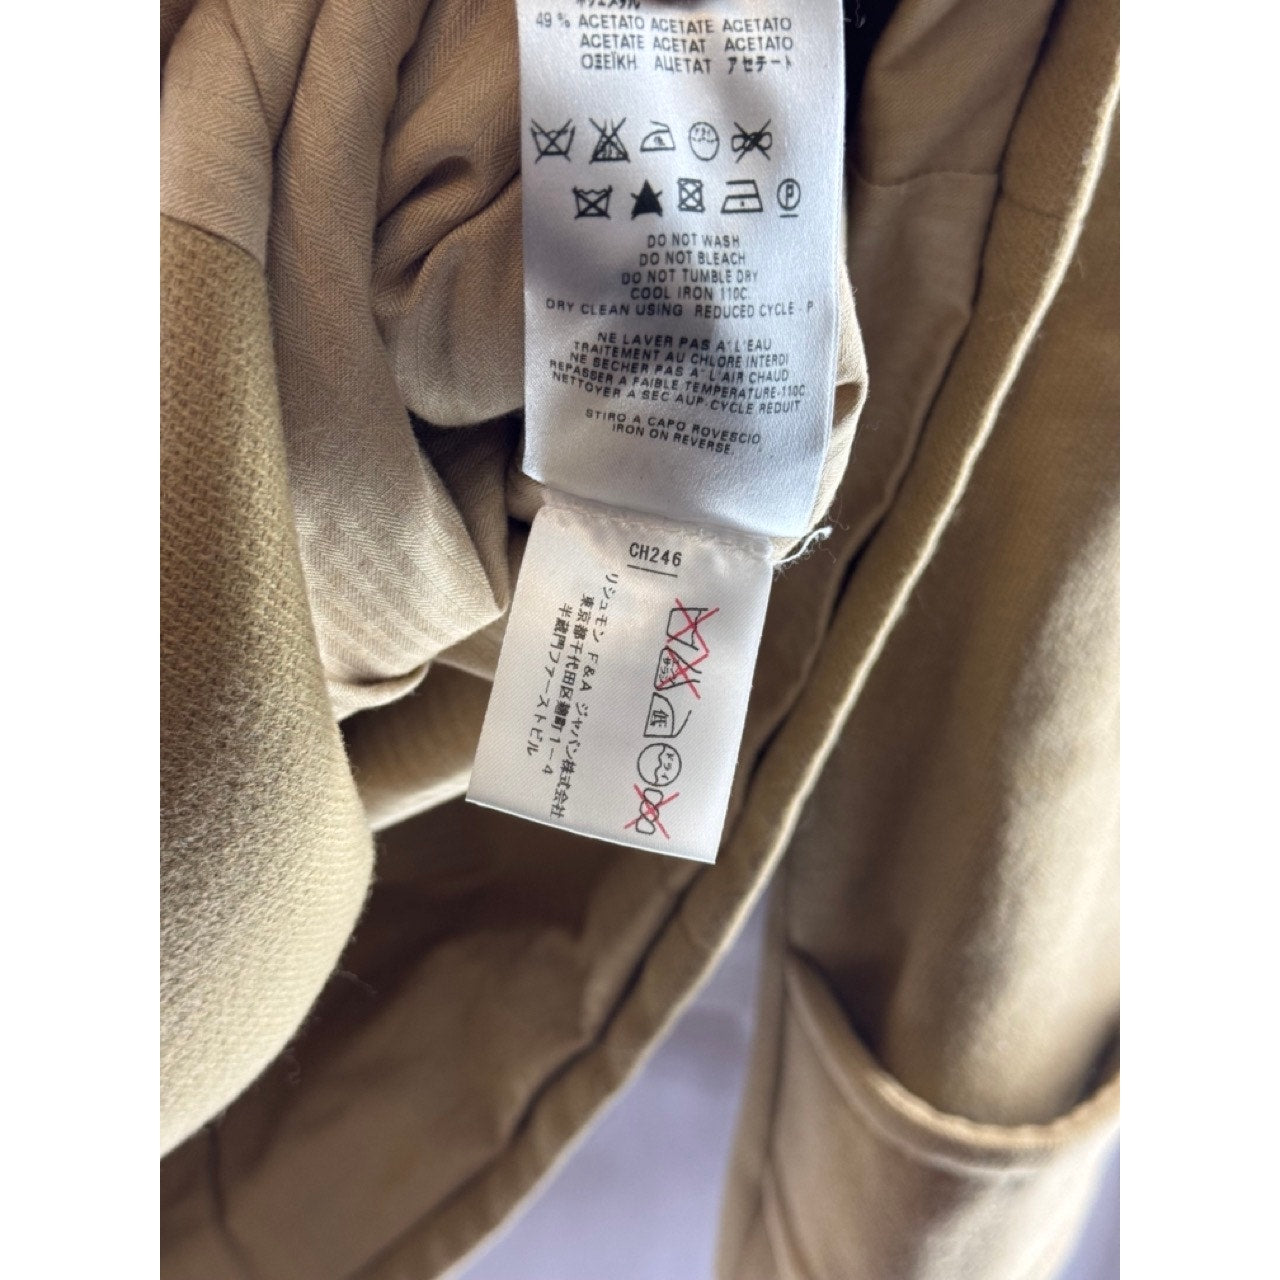 49% ACETATO ACETATE ACETATO
ACETATE ACETAT ACETATO
ΟΞΕΪΚΗ АЦЕТАТ アセテート
DO NOT WASH
DO NOT BLEACH
DO NOT TUMBLE DRY
COOL IRON 110C.
DRY CLEAN USING REDUCED CYCLE - P
NE LAVER PAS A' L'EAU
TRAITEMENT AU CHLORE INTERDI
NE SECHER PAS A' L'AIR CHAUD
REPASSER A FAIBLE TEMPERATURE-110C
NETTOYER A SEC AUP-CYCLE REDUIT
STIRO A CAPO ROVESCIO
IRON ON REVERSE.
P
CH246
リシュモン F&A ジャパン株式会社
東京都千代田区麹町1-4
半蔵門ファーストビル
低
ドライ